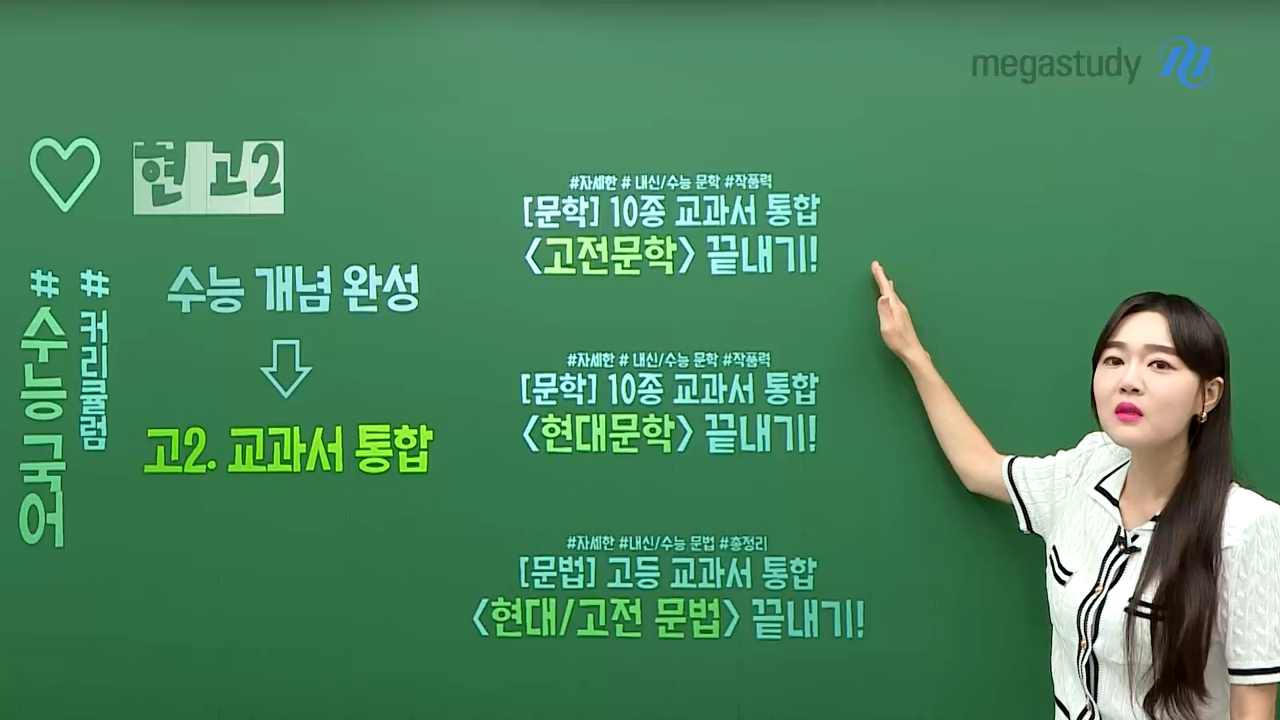 megastudy
현 고2
#수능국어
#커리큘럼
수능 개념 완성
고2. 교과서 통합
#자세한 # 내신/수능 문학 #작품력
[문학] 10종 교과서 통합
<고전문학> 끝내기!
#자세한 # 내신/수능 문학 #작품력
[문학] 10종 교과서 통합
<현대문학> 끝내기!
#자세한 #내신/수능 문법 #총정리
[문법] 고등 교과서 통합
<현대/고전 문법> 끝내기!